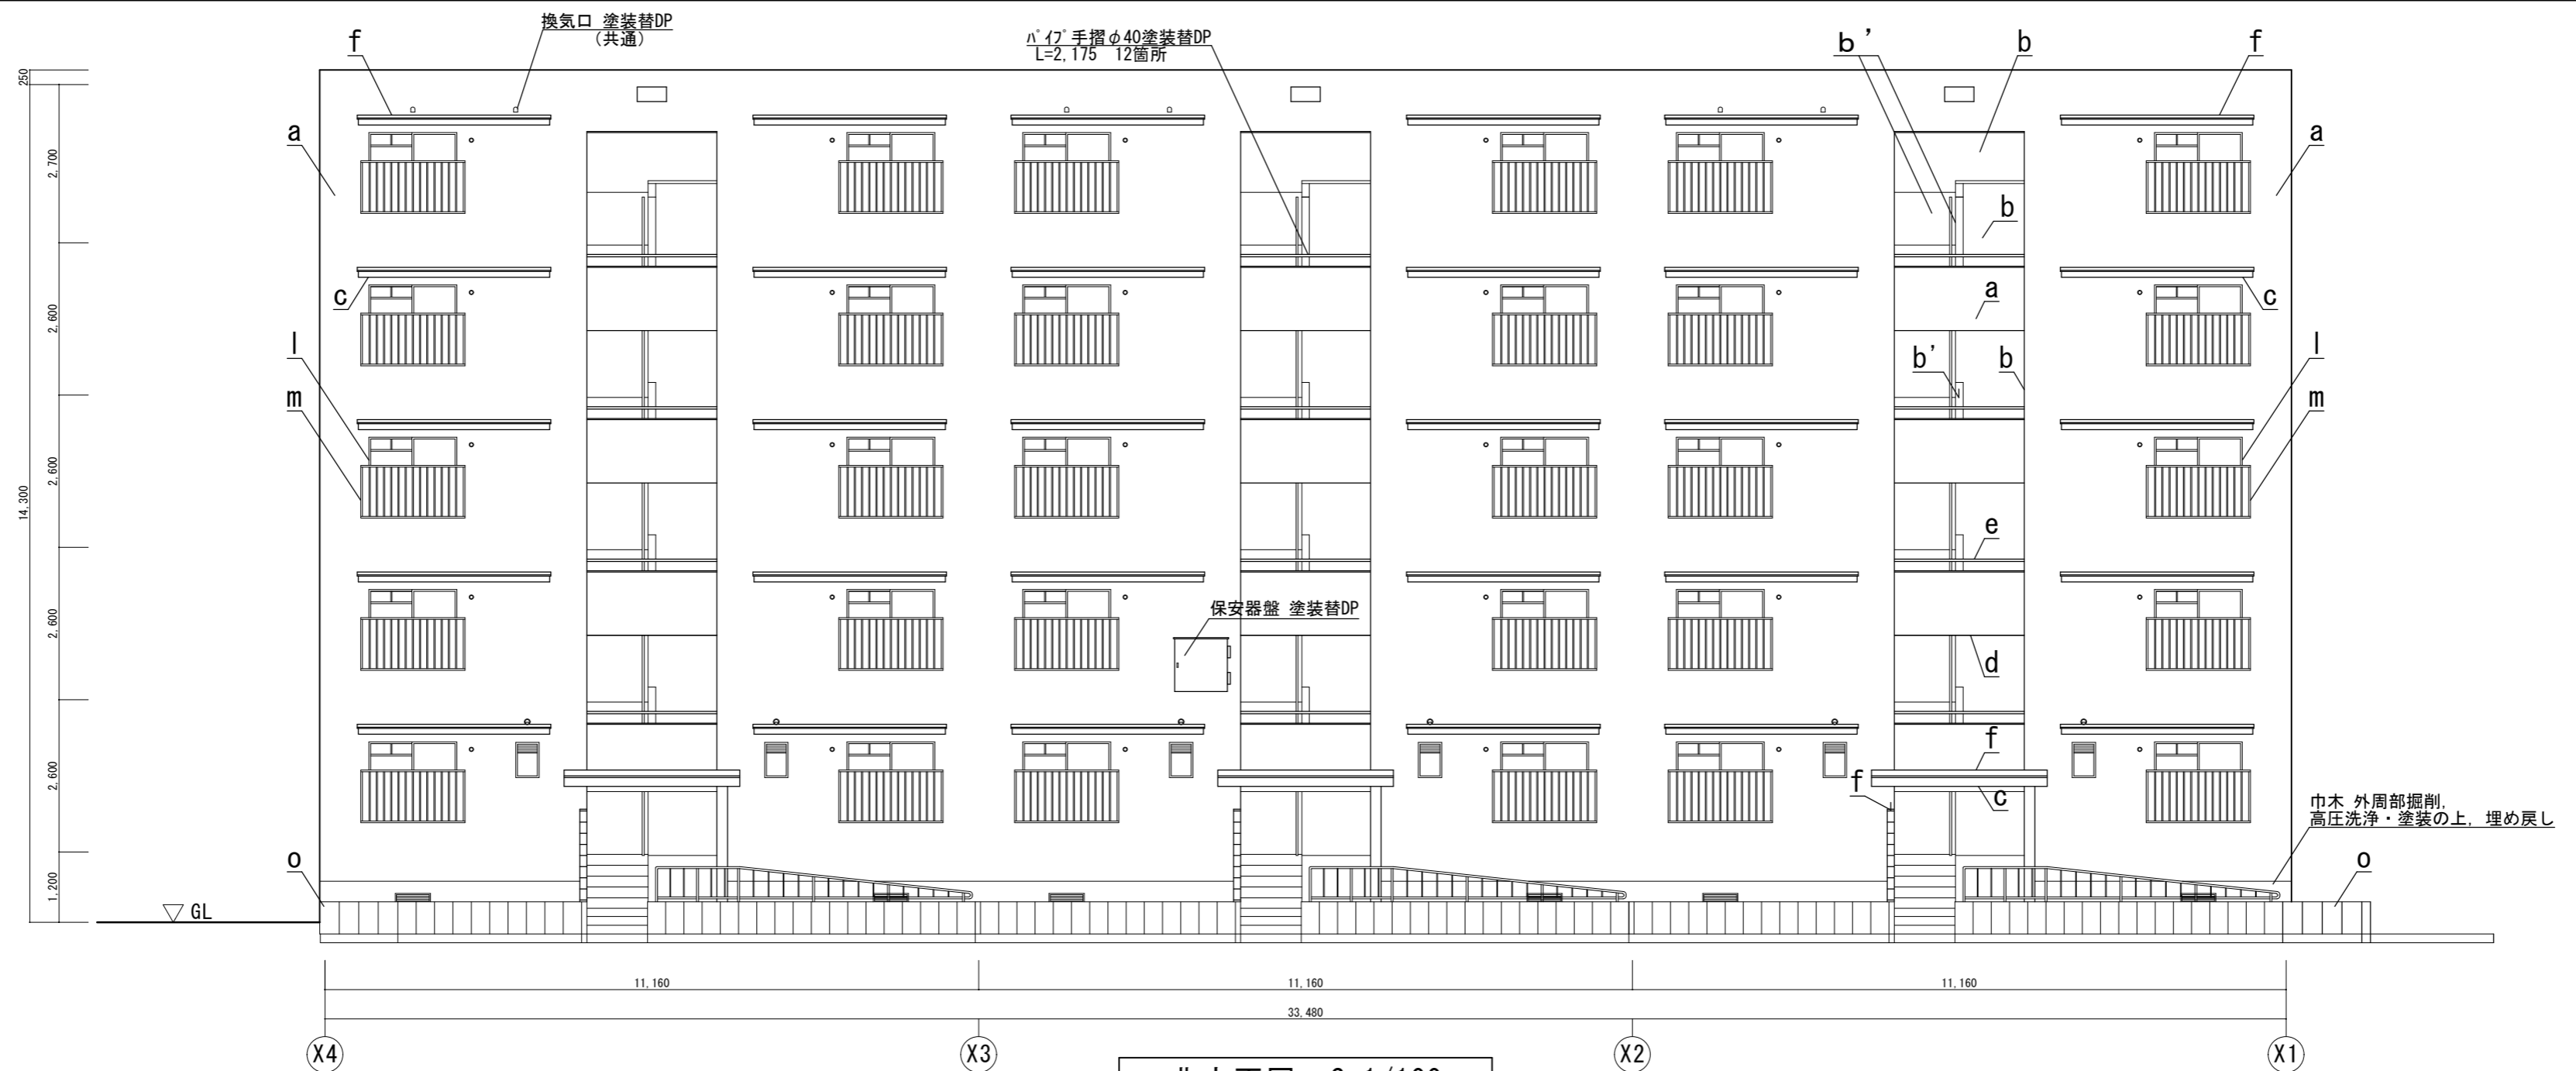 換気口 塗装替DP
（共通）
ﾊﾟｲﾌﾟ手摺φ40塗装替DP
L=2,175 12箇所
f
b'
b
f
250
a
a
2,700
b
c
a
c
2,600
l
b'
b
l
m
m
14,300
2,600
e
保安器盤 塗装替DP
2,600
d
f
2,600
f
c
巾木 外周部掘削,
高圧洗浄・塗装の上, 埋め戻し
o
o
1,200
GL
11,160
11,160
11,160
33,480
X4
X3
X2
X1